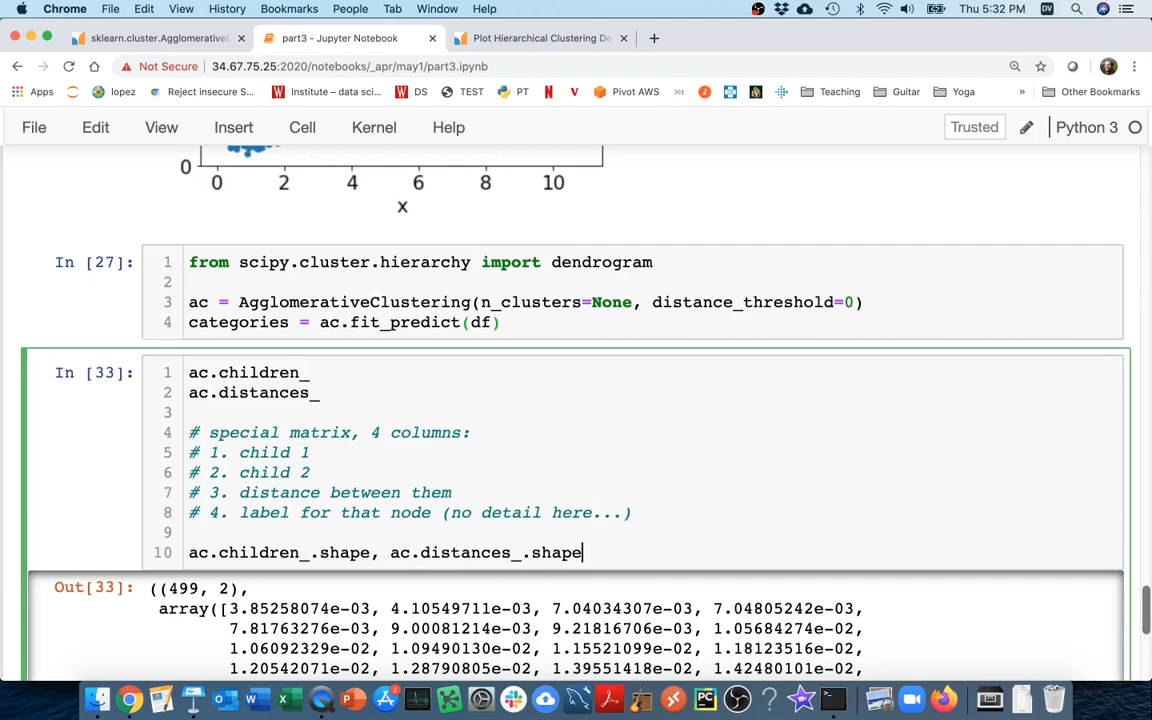 Chrome File Edit View History Bookmarks People Tab Window Help Thu 5:32 PM DV
sklearn.cluster.AgglomerativeC × part3 - Jupyter Notebook × Plot Hierarchical Clustering De × +
Not Secure 34.67.75.25:2020/notebooks/_apr/may1/part3.ipynb
Apps lopez Reject insecure S... Institute – data sci... DS TEST PT Pivot AWS 301 Teaching Guitar Yoga » Other Bookmarks
File Edit View Insert Cell Kernel Help Trusted Python 3
0
0 2 4 6 8 10
x
In [27]: 1 from scipy.cluster.hierarchy import dendrogram
2
3 ac = AgglomerativeClustering(n_clusters=None, distance_threshold=0)
4 categories = ac.fit_predict(df)
In [33]: 1 ac.children_
2 ac.distances_
3
4 # special matrix, 4 columns:
5 # 1. child 1
6 # 2. child 2
7 # 3. distance between them
8 # 4. label for that node (no detail here...)
9
10 ac.children_.shape, ac.distances_.shape
Out[33]: ((499, 2),
array([3.85258074e-03, 4.10549711e-03, 7.04034307e-03, 7.04805242e-03,
7.81763276e-03, 9.00081214e-03, 9.21816706e-03, 1.05684274e-02,
1.06092329e-02, 1.09490130e-02, 1.15521099e-02, 1.18123516e-02,
1.20542071e-02, 1.28790805e-02, 1.39551418e-02, 1.42480101e-02,